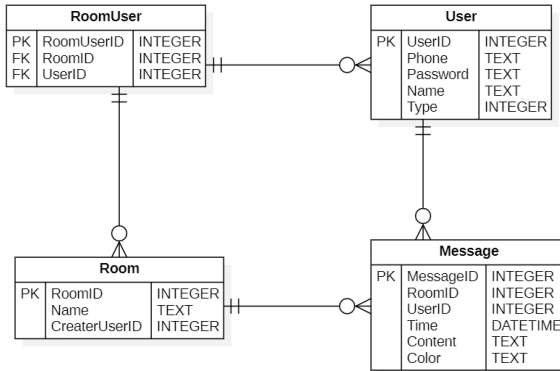 RoomUser
PK RoomUserID INTEGER
FK RoomID INTEGER
FK UserID INTEGER
User
PK UserID INTEGER
Phone TEXT
Password TEXT
Name TEXT
Type INTEGER
Room
PK RoomID INTEGER
Name TEXT
CreaterUserID INTEGER
Message
PK MessageID INTEGER
RoomID INTEGER
UserID INTEGER
Time DATETIME
Content TEXT
Color TEXT